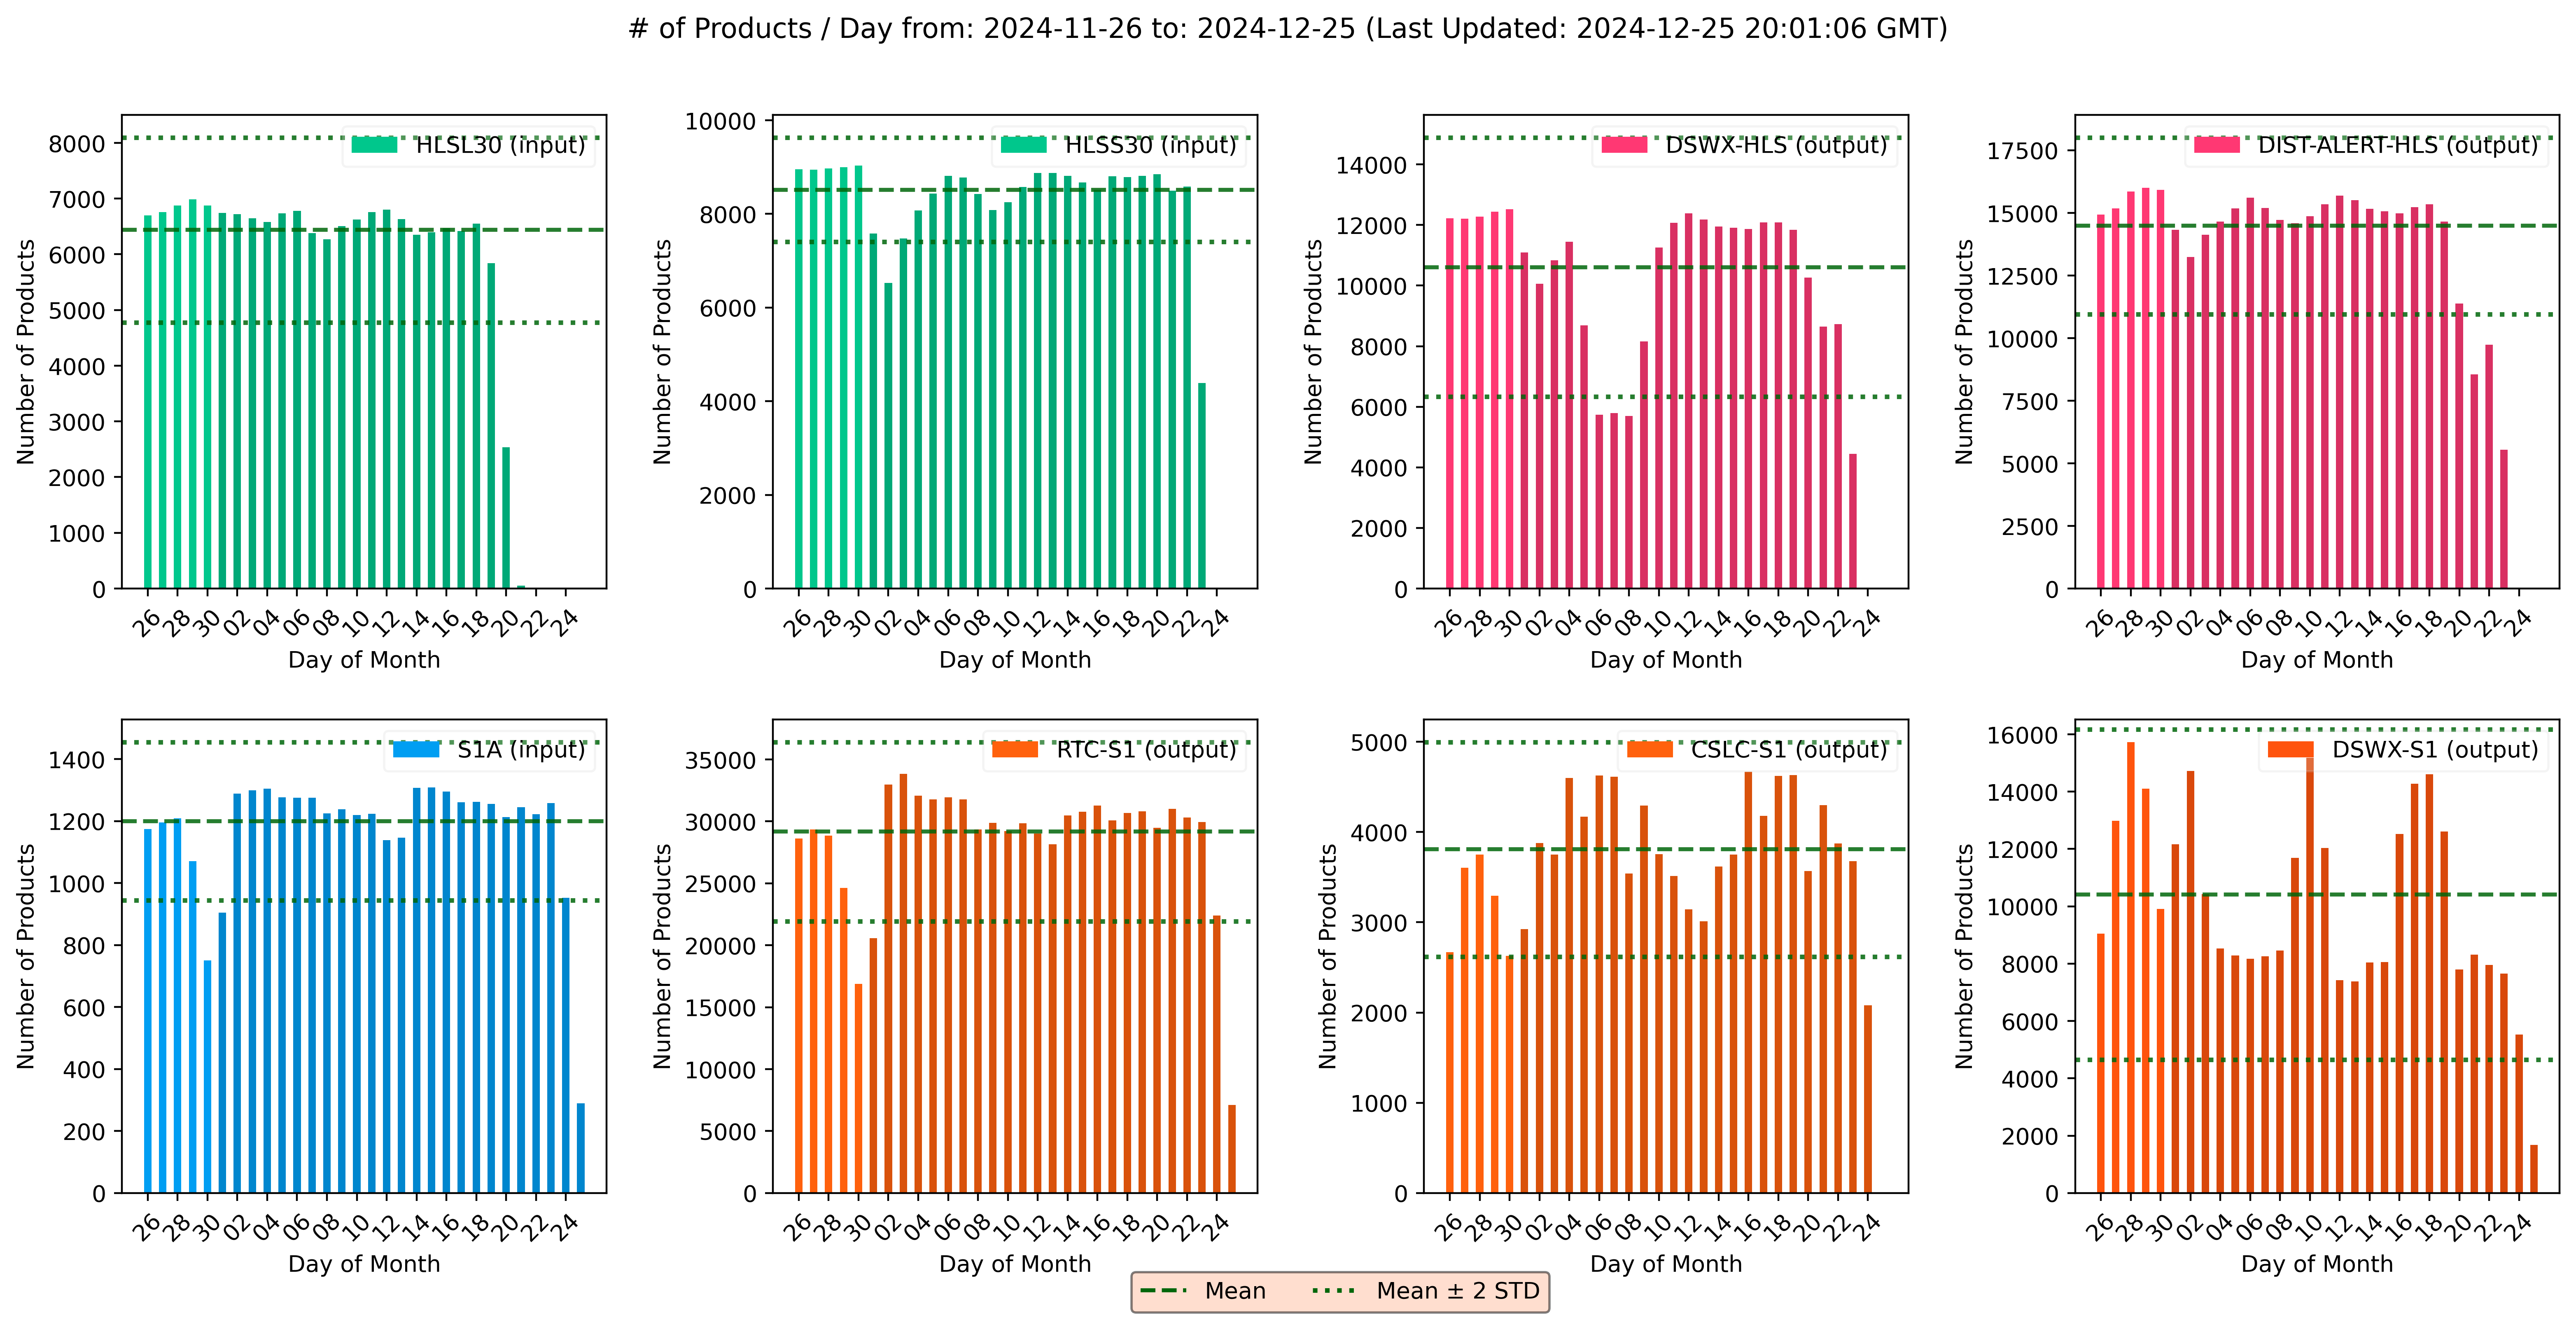 # of Products / Day from: 2024-11-26 to: 2024-12-25 (Last Updated: 2024-12-25 20:01:06 GMT)
HLSL30 (input)
Number of Products
8000
7000
6000
5000
4000
3000
2000
1000
0
26 28 30 02 04 06 08 10 12 14 16 18 20 22 24
Day of Month
HLSS30 (input)
Number of Products
10000
8000
6000
4000
2000
0
26 28 30 02 04 06 08 10 12 14 16 18 20 22 24
Day of Month
DSWX-HLS (output)
Number of Products
14000
12000
10000
8000
6000
4000
2000
0
26 28 30 02 04 06 08 10 12 14 16 18 20 22 24
Day of Month
DIST-ALERT-HLS (output)
Number of Products
17500
15000
12500
10000
7500
5000
2500
0
26 28 30 02 04 06 08 10 12 14 16 18 20 22 24
Day of Month
S1A (input)
Number of Products
1400
1200
1000
800
600
400
200
0
26 28 30 02 04 06 08 10 12 14 16 18 20 22 24
Day of Month
RTC-S1 (output)
Number of Products
35000
30000
25000
20000
15000
10000
5000
0
26 28 30 02 04 06 08 10 12 14 16 18 20 22 24
Day of Month
CSLC-S1 (output)
Number of Products
5000
4000
3000
2000
1000
0
26 28 30 02 04 06 08 10 12 14 16 18 20 22 24
Day of Month
DSWX-S1 (output)
Number of Products
16000
14000
12000
10000
8000
6000
4000
2000
0
26 28 30 02 04 06 08 10 12 14 16 18 20 22 24
Day of Month
Mean
Mean ± 2 STD